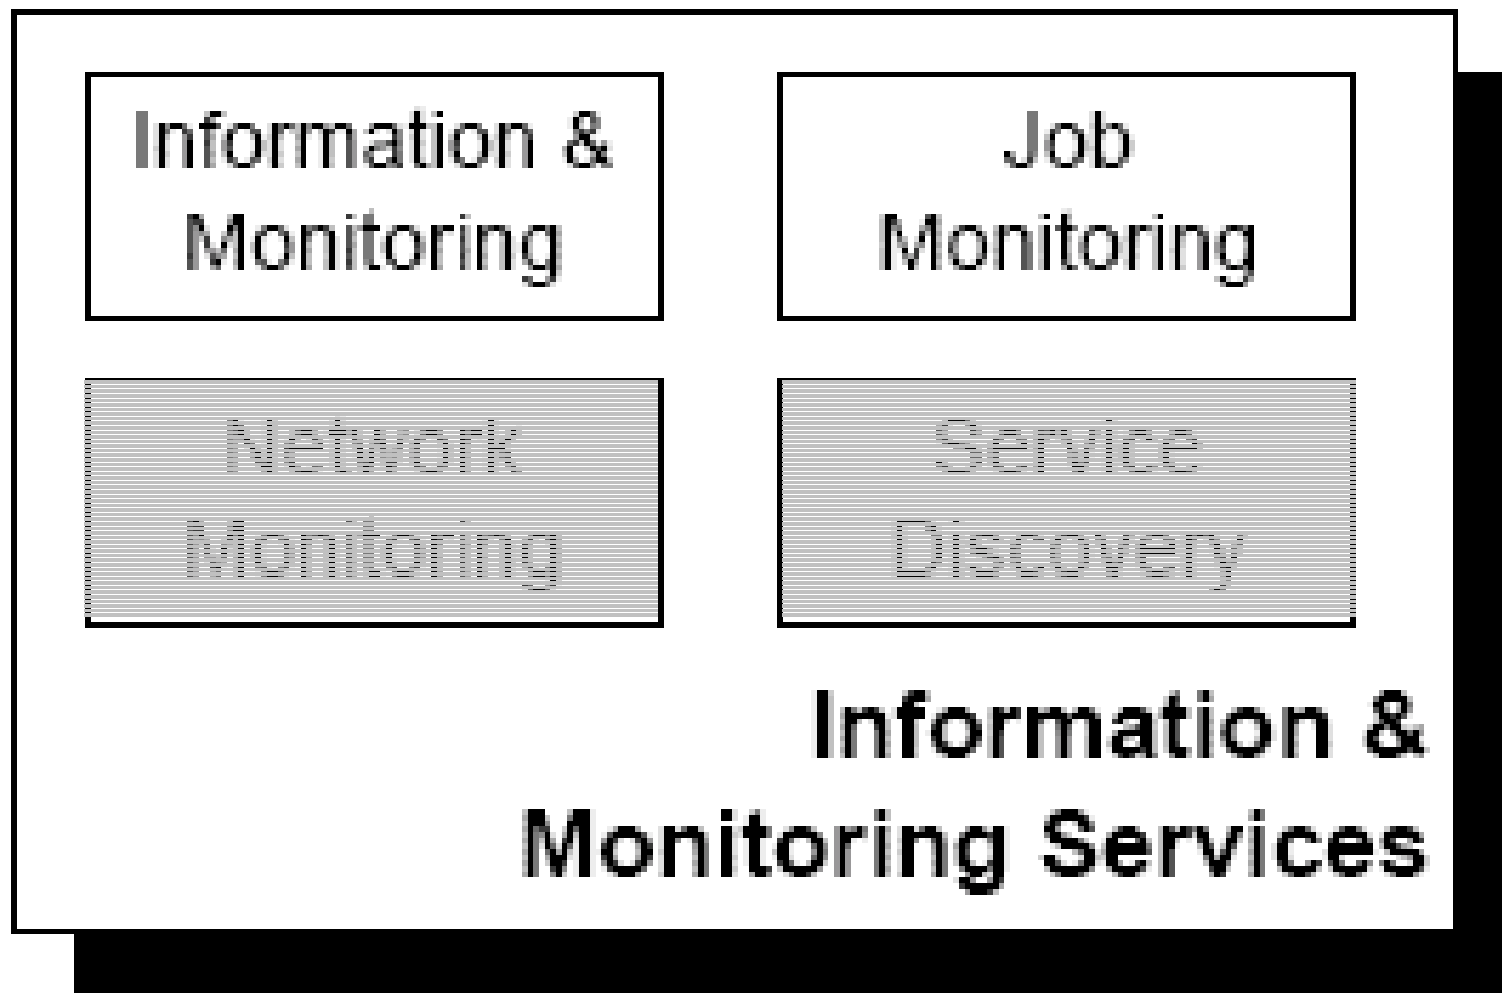 Information &
Monitoring
Job
Monitoring
Network
Monitoring
Service
Discovery
Information &
Monitoring Services